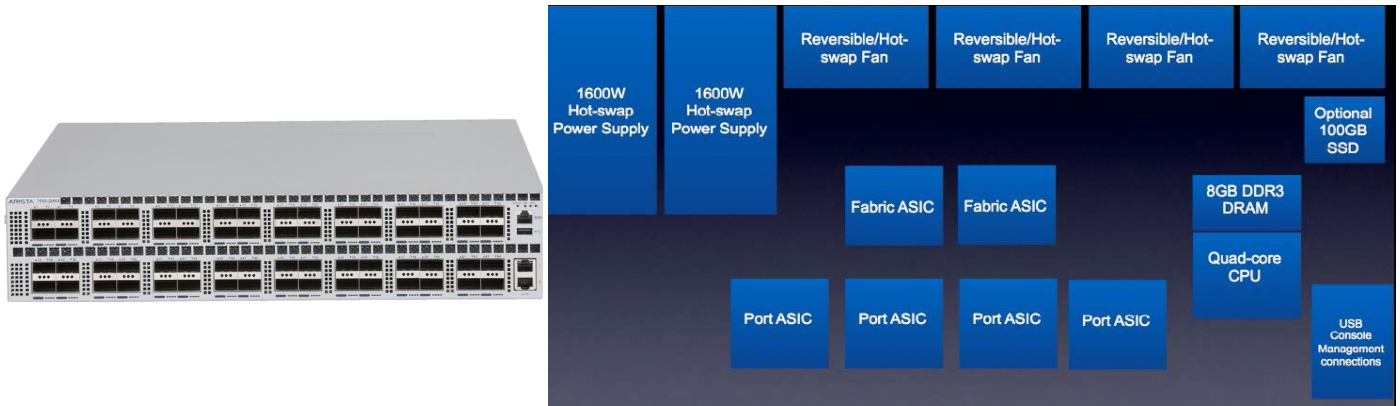 ARISTA
1600W
Hot-swap
Power Supply
1600W
Hot-swap
Power Supply
Reversible/Hot-
swap Fan
Reversible/Hot-
swap Fan
Reversible/Hot-
swap Fan
Reversible/Hot-
swap Fan
Optional
100GB
SSD
Fabric ASIC
Fabric ASIC
8GB DDR3
DRAM
Quad-core
CPU
Port ASIC
Port ASIC
Port ASIC
Port ASIC
USB
Console
Management
connections